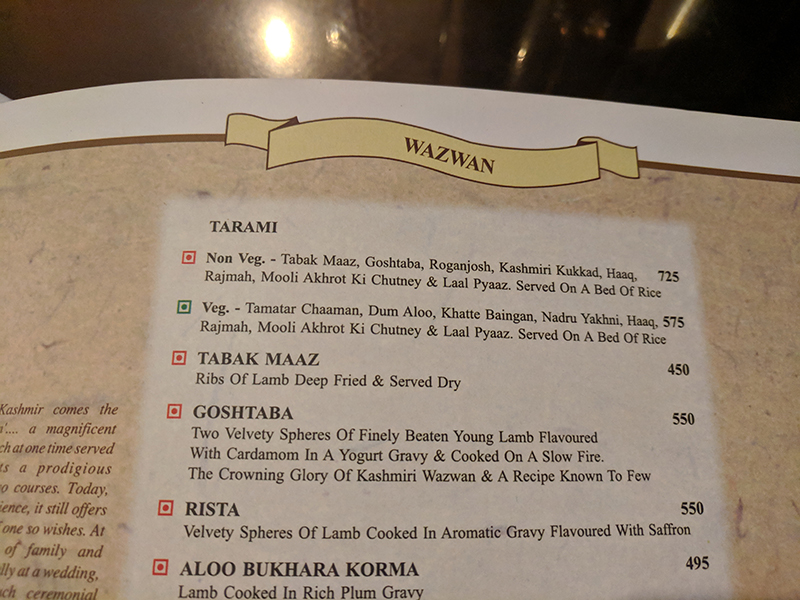 WAZWAN
TARAMI
Non Veg. - Tabak Maaz, Goshtaba, Roganjosh, Kashmiri Kukkad, Haaq, 725
Rajmah, Mooli Akhrot Ki Chutney & Laal Pyaaz. Served On A Bed Of Rice
Veg. - Tamatar Chaaman, Dum Aloo, Khatte Baingan, Nadru Yakhni, Haaq, 575
Rajmah, Mooli Akhrot Ki Chutney & Laal Pyaaz. Served On A Bed Of Rice
TABAK MAAZ 450
Ribs Of Lamb Deep Fried & Served Dry
GOSHTABA 550
Two Velvety Spheres Of Finely Beaten Young Lamb Flavoured
With Cardamom In A Yogurt Gravy & Cooked On A Slow Fire.
The Crowning Glory Of Kashmiri Wazwan & A Recipe Known To Few
RISTA 550
Velvety Spheres Of Lamb Cooked In Aromatic Gravy Flavoured With Saffron
ALOO BUKHARA KORMA 495
Lamb Cooked In Rich Plum Gravy
Kashmir comes the
.... a magnificent
at one time served
a prodigious
courses. Today,
it still offers
one so wishes. At
of family and
at a wedding,
ceremonial